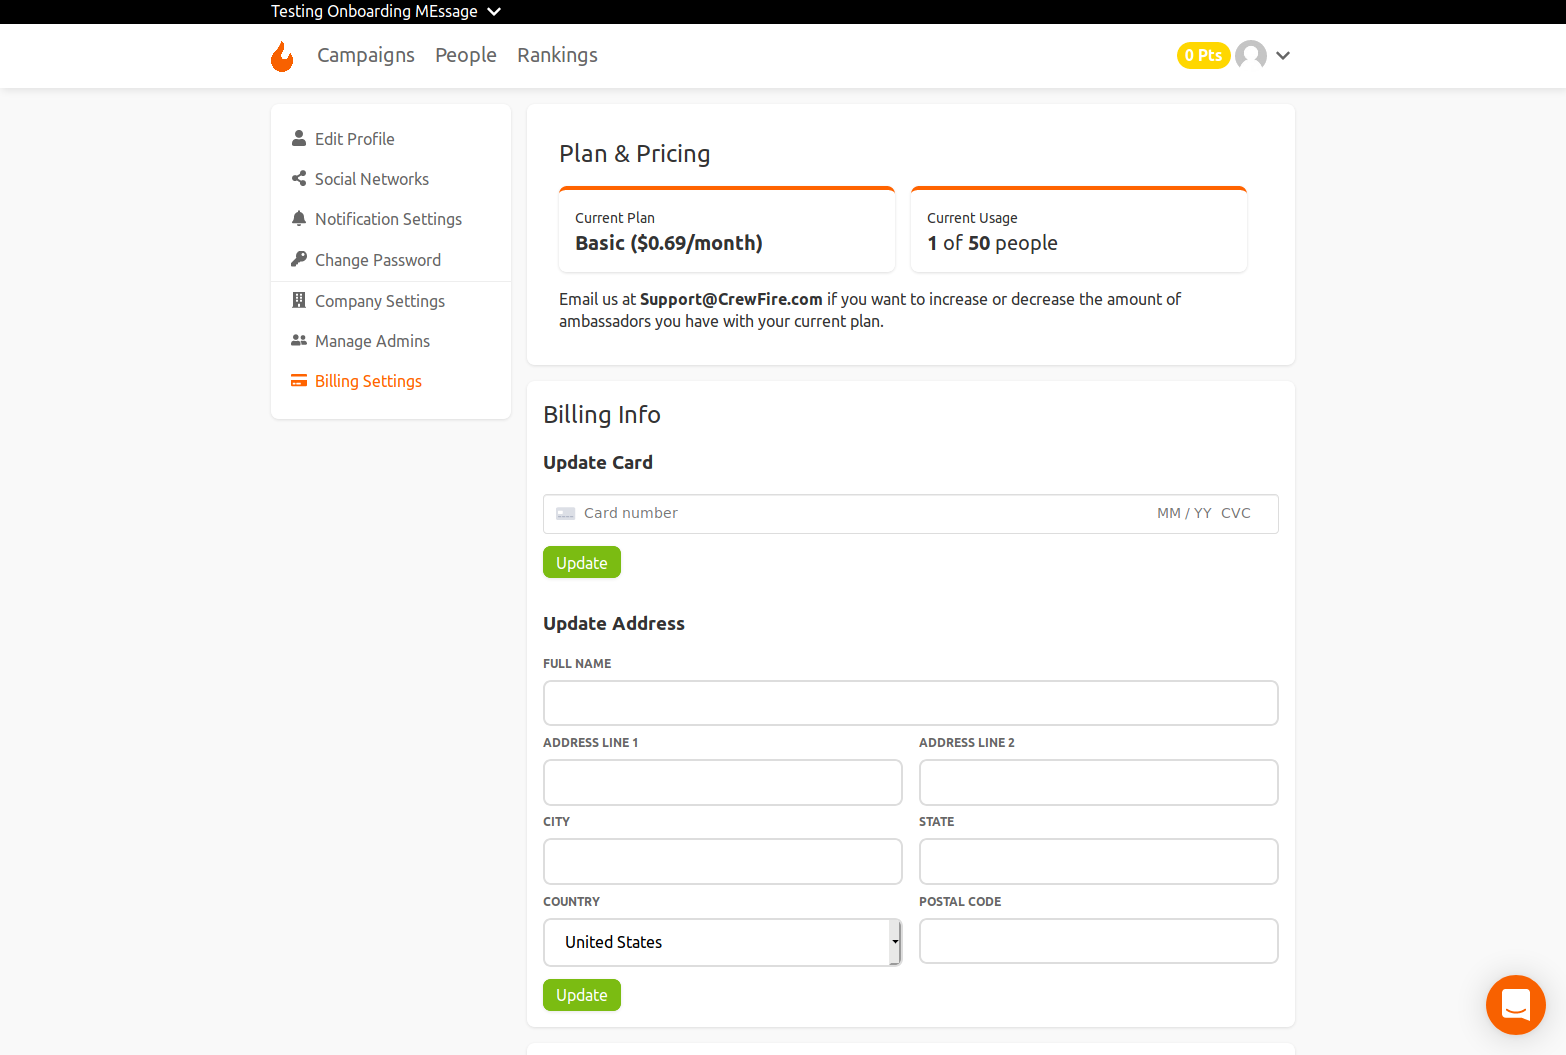 Testing Onboarding MEssage
Campaigns People Rankings
0 Pts
Edit Profile
Social Networks
Notification Settings
Change Password
Company Settings
Manage Admins
Billing Settings
Plan & Pricing
Current Plan
Basic ($0.69/month)
Current Usage
1 of 50 people
Email us at Support@CrewFire.com if you want to increase or decrease the amount of
ambassadors you have with your current plan.
Billing Info
Update Card
Card number MM / YY CVC
Update
Update Address
FULL NAME
ADDRESS LINE 1 ADDRESS LINE 2
CITY STATE
COUNTRY POSTAL CODE
United States
Update